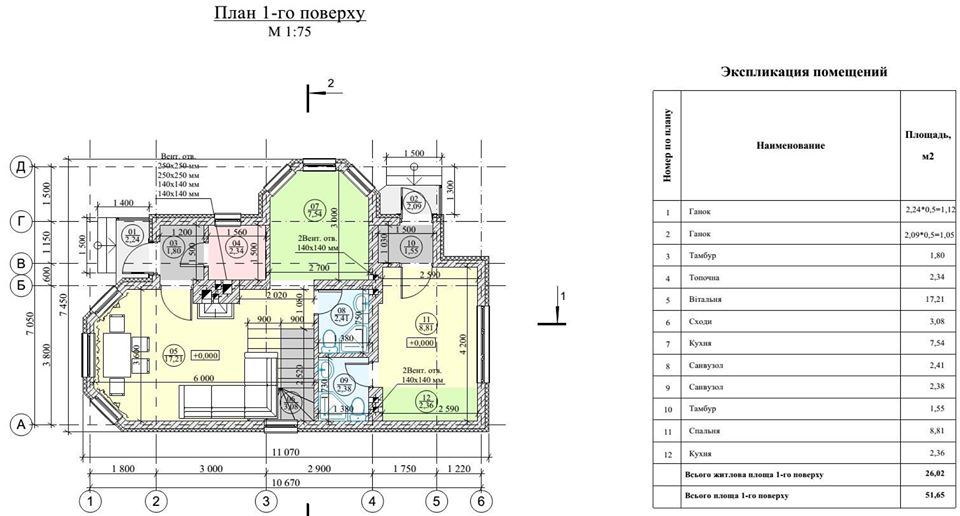 План 1-го поверху
М 1:75
2
Экспликация помещений
Номер по плану
Наименование
Площадь, м2
1 Ганок 2,24*0,5=1,12
2 Ганок 2,09*0,5=1,05
3 Тамбур 1,80
4 Топочна 2,34
5 Вітальня 17,21
6 Сходи 3,08
7 Кухня 7,54
8 Санвузол 2,41
9 Санвузол 2,38
10 Тамбур 1,55
11 Спальня 8,81
12 Кухня 2,36
Всього житлова площа 1-го поверху 26,02
Всього площа 1-го поверху 51,65
Вент. отв.
250х250 мм
250х250 мм
140х140 мм
140х140 мм
Д
Г
В
Б
А
1 500
1 150
600
3 800
7 050
7 450
1 400
1 500
01
2,24
1 200
03
1,80
1 500
1 560
04
2,34
500
07
7,54
3 000
2 700
2Вент. отв.
140х140 мм
1 500
1 300
02
2,09
1 500
1 030
10
1,55
2 590
2 020
1 080
900
900
08
2,41
750
1 380
11
8,81
+0,000
4 200
1
05
17,21
+0,000
3 600
6 000
2 520
06
3,08
730
09
2,38
1 380
2Вент. отв.
140х140 мм
12
2,36
2 590
11 070
1 800
3 000
2 900
1 750
1 220
10 670
1
2
3
4
5
6